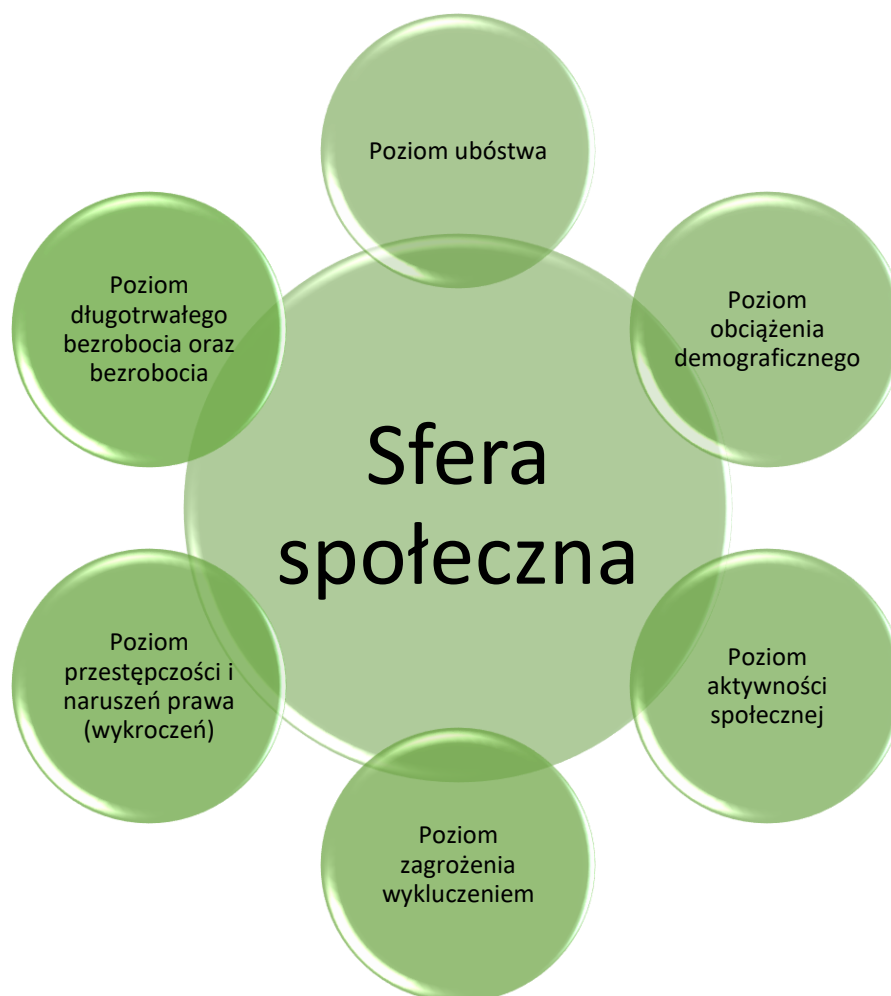 Poziom ubóstwa
Poziom
długotrwałego
bezrobocia oraz
bezrobocia
Poziom
obciążenia
demograficznego
Sfera
społeczna
Poziom
przestępczości i
naruszeń prawa
(wykroczeń)
Poziom
aktywności
społecznej
Poziom
zagrożenia
wykluczeniem